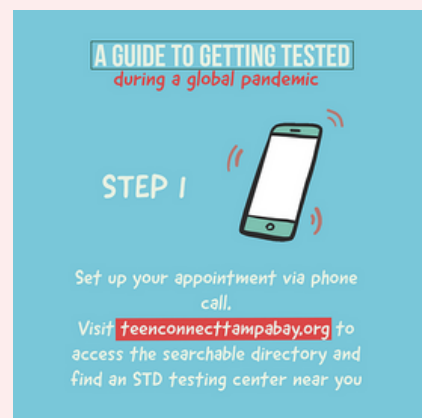 A GUIDE TO GETTING TESTED
during a global pandemic
STEP 1
Set up your appointment via phone
call.
Visit teenconnecttampabay.org to
access the searchable directory and
find an STD testing center near you